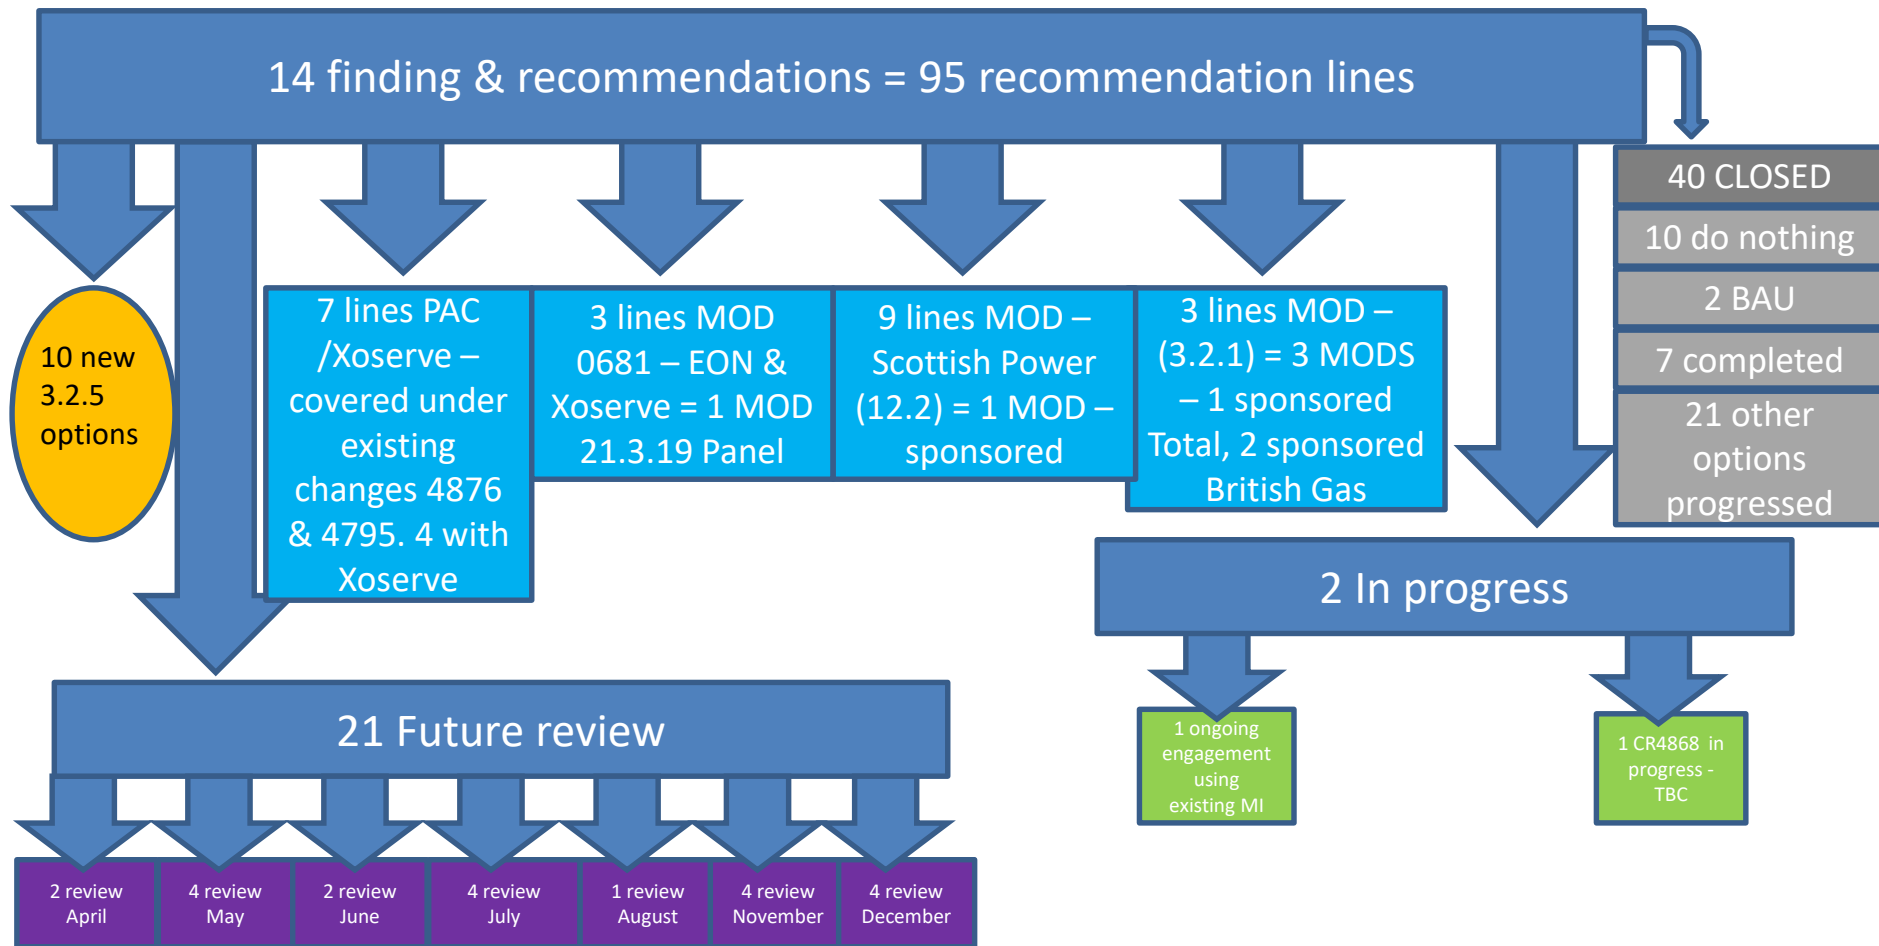 14 finding & recommendations = 95 recommendation lines
40 CLOSED
10 do nothing
2 BAU
7 completed
21 other
options
progressed
10 new
3.2.5
options
7 lines PAC
/Xoserve –
covered under
existing
changes 4876
& 4795. 4 with
Xoserve
3 lines MOD
0681 – EON &
Xoserve = 1 MOD
21.3.19 Panel
9 lines MOD –
Scottish Power
(12.2) = 1 MOD –
sponsored
3 lines MOD –
(3.2.1) = 3 MODS
– 1 sponsored
Total, 2 sponsored
British Gas
2 In progress
1 ongoing
engagement
using
existing MI
1 CR4868 in
progress -
TBC
21 Future review
2 review
April
4 review
May
2 review
June
4 review
July
1 review
August
4 review
November
4 review
December